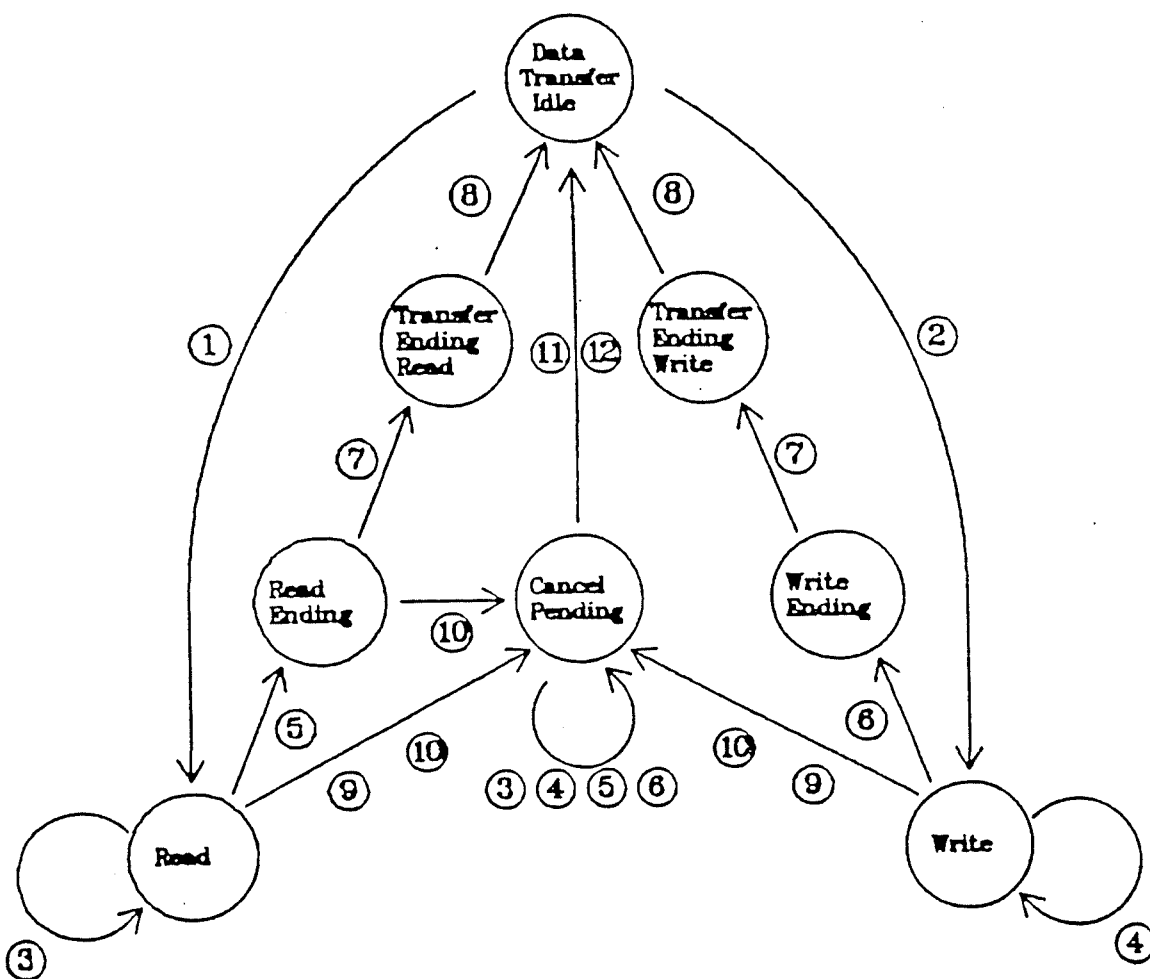 Data
Transfer
Idle
8
8
1
Transfer
Ending
Read
11
12
Transfer
Ending
Write
2
7
7
Read
Ending
Cancel
Pending
Write
Ending
10
5
10
10
6
9
3
4
5
6
9
Read
Write
3
4